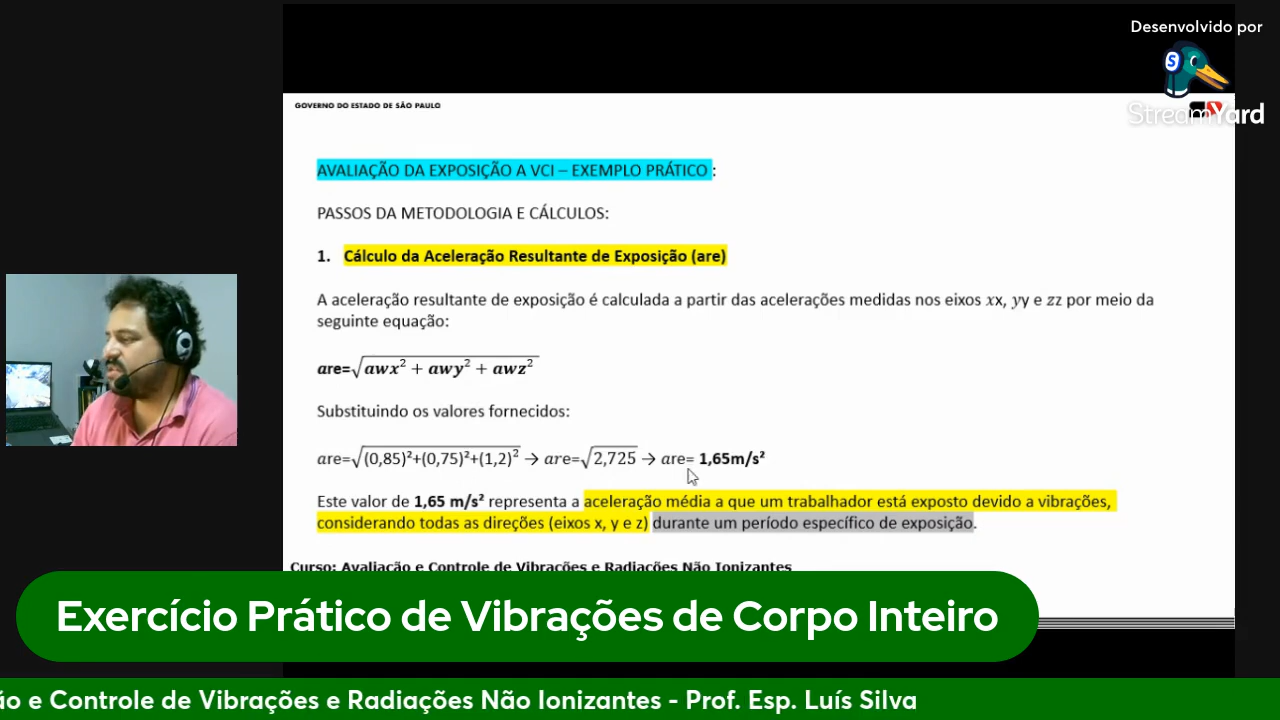 Desenvolvido por
StreamYard
GOVERNO DO ESTADO DE SÃO PAULO
AVALIAÇÃO DA EXPOSIÇÃO A VCI – EXEMPLO PRÁTICO :
PASSOS DA METODOLOGIA E CÁLCULOS:
1. Cálculo da Aceleração Resultante de Exposição (are)
A aceleração resultante de exposição é calculada a partir das acelerações medidas nos eixos 𝑥x, 𝑦y e 𝑧z por meio da
seguinte equação:
are=√awx² + awy² + awz²
Substituindo os valores fornecidos:
are=√(0,85)²+(0,75)²+(1,2)² → are=√2,725 → are= 1,65m/s²
Este valor de 1,65 m/s² representa a aceleração média a que um trabalhador está exposto devido a vibrações,
considerando todas as direções (eixos x, y e z) durante um período específico de exposição.
Curso: Avaliação e Controle de Vibrações e Radiações Não Ionizantes
Exercício Prático de Vibrações de Corpo Inteiro
ão e Controle de Vibrações e Radiações Não Ionizantes - Prof. Esp. Luís Silva